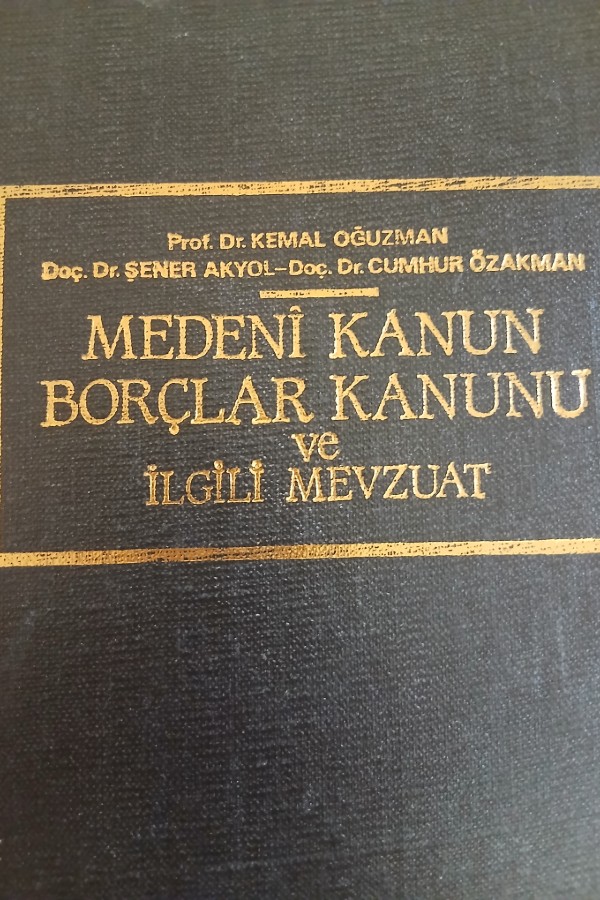 Prof. Dr. KEMAL OĞUZMAN
Doç. Dr. ŞENER AKYOL–Doç. Dr. CUMHUR ÖZAKMAN
MEDENÎ KANUN
BORÇLAR KANUNU
ve
İLGİLİ MEVZUAT